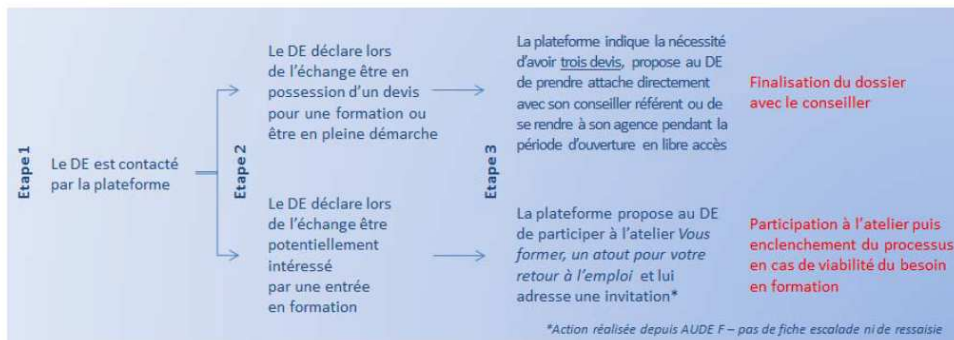 Etape 1
Le DE est contacté
par la plateforme
Etape 2
Le DE déclare lors
de l'échange être en
possession d'un devis
pour une formation ou
être en pleine démarche
Le DE déclare lors
de l'échange être
potentiellement
intéressé
par une entrée
en formation
Etape 3
La plateforme indique la nécessité
d'avoir trois devis, propose au DE
de prendre attache directement
avec son conseiller référent ou de
se rendre à son agence pendant la
période d'ouverture en libre accès
Finalisation du dossier
avec le conseiller
La plateforme propose au DE
de participer à l'atelier Vous
former, un atout pour votre
retour à l'emploi et lui
adresse une invitation*
Participation à l'atelier puis
enclenchement du processus
en cas de viabilité du besoin
en formation
*Action réalisée depuis AUDE F – pas de fiche escalade ni de ressaisie